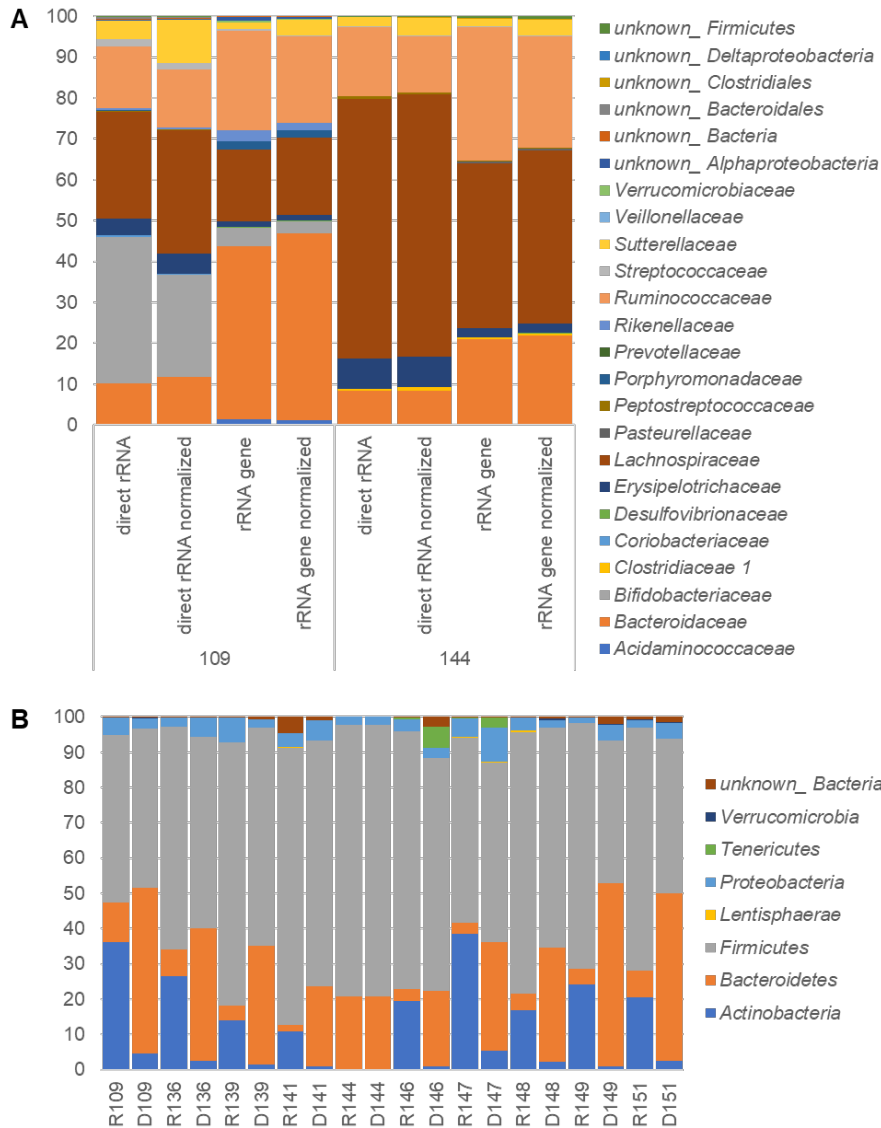 A
100
90
80
70
60
50
40
30
20
10
0
direct rRNA
direct rRNA normalized
rRNA gene
rRNA gene normalized
direct rRNA
direct rRNA normalized
rRNA gene
rRNA gene normalized
109
144
unknown_ Firmicutes
unknown_ Deltaproteobacteria
unknown_ Clostridiales
unknown_ Bacteroidales
unknown_ Bacteria
unknown_ Alphaproteobacteria
Verrucomicrobiaceae
Veillonellaceae
Sutterellaceae
Streptococcaceae
Ruminococcaceae
Rikenellaceae
Prevotellaceae
Porphyromonadaceae
Peptostreptococcaceae
Pasteurellaceae
Lachnospiraceae
Erysipelotrichaceae
Desulfovibrionaceae
Coriobacteriaceae
Clostridiaceae 1
Bifidobacteriaceae
Bacteroidaceae
Acidaminococcaceae
B
100
90
80
70
60
50
40
30
20
10
0
R109
D109
R136
D136
R139
D139
R141
D141
R144
D144
R146
D146
R147
D147
R148
D148
R149
D149
R151
D151
unknown_ Bacteria
Verrucomicrobia
Tenericutes
Proteobacteria
Lentisphaerae
Firmicutes
Bacteroidetes
Actinobacteria